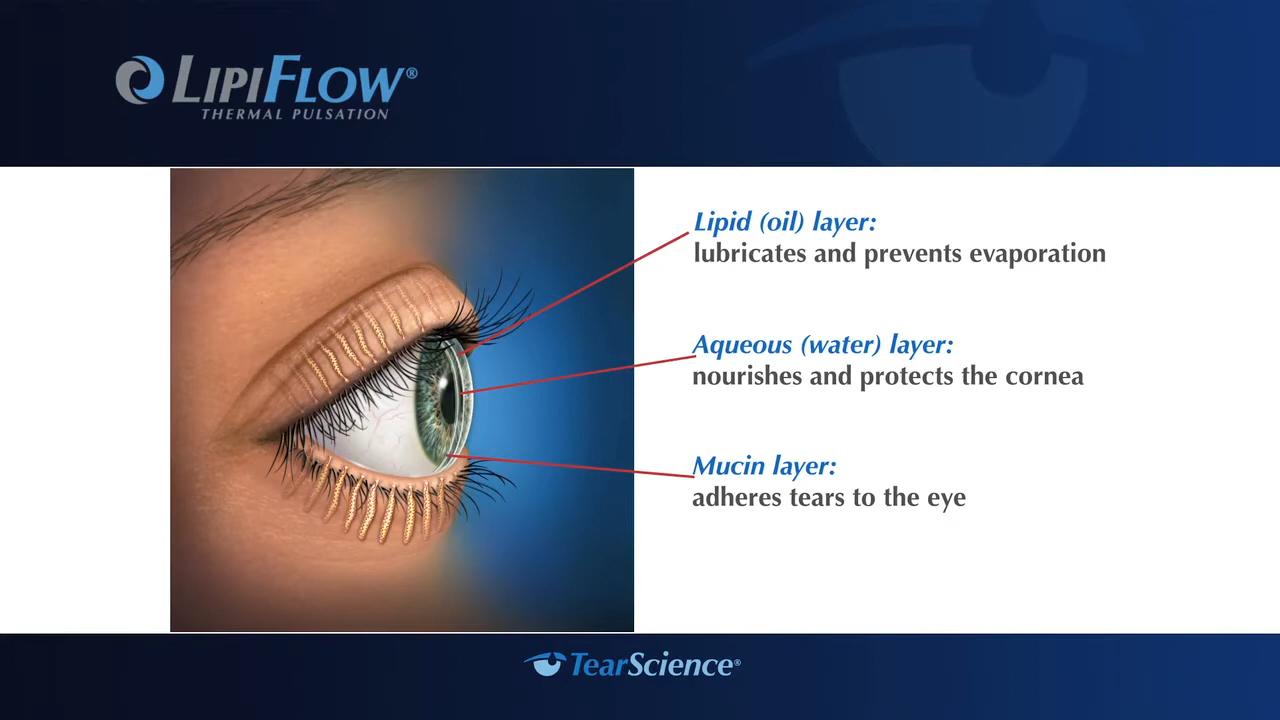 LIPIFLOW®
THERMAL PULSATION
Lipid (oil) layer:
lubricates and prevents evaporation
Aqueous (water) layer:
nourishes and protects the cornea
Mucin layer:
adheres tears to the eye
TearScience®